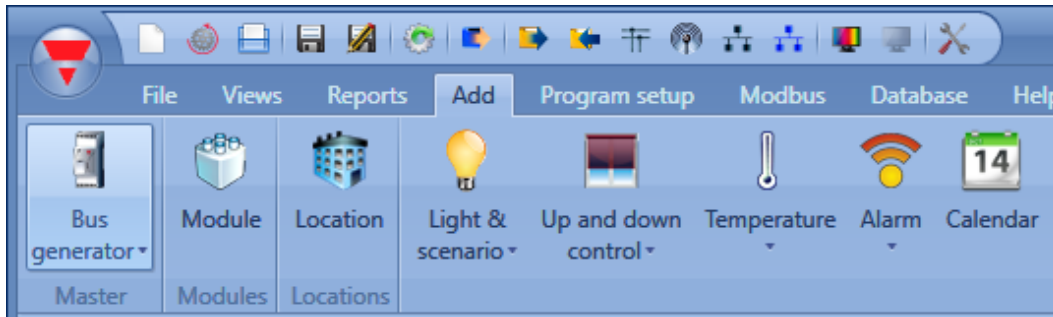 File Views Reports Add Program setup Modbus Database Help
Bus generator
Module
Location
Light & scenario
Up and down control
Temperature
Alarm
14
Calendar
Master Modules Locations